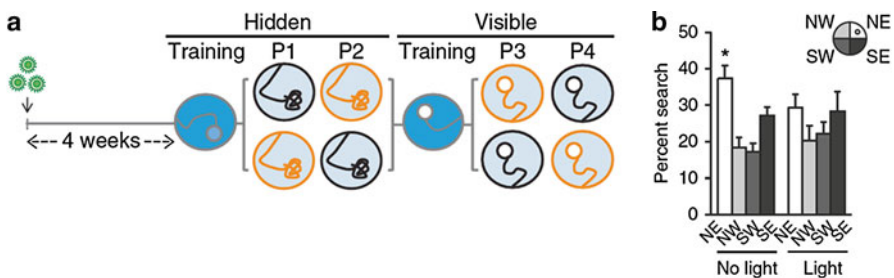 a
Hidden Visible
Training P1 P2 Training P3 P4
4 weeks
b
NW NE
SW SE
Percent search
50
40
30
20
10
0
*
NE NW SW SE NE NW SW SE
No light Light